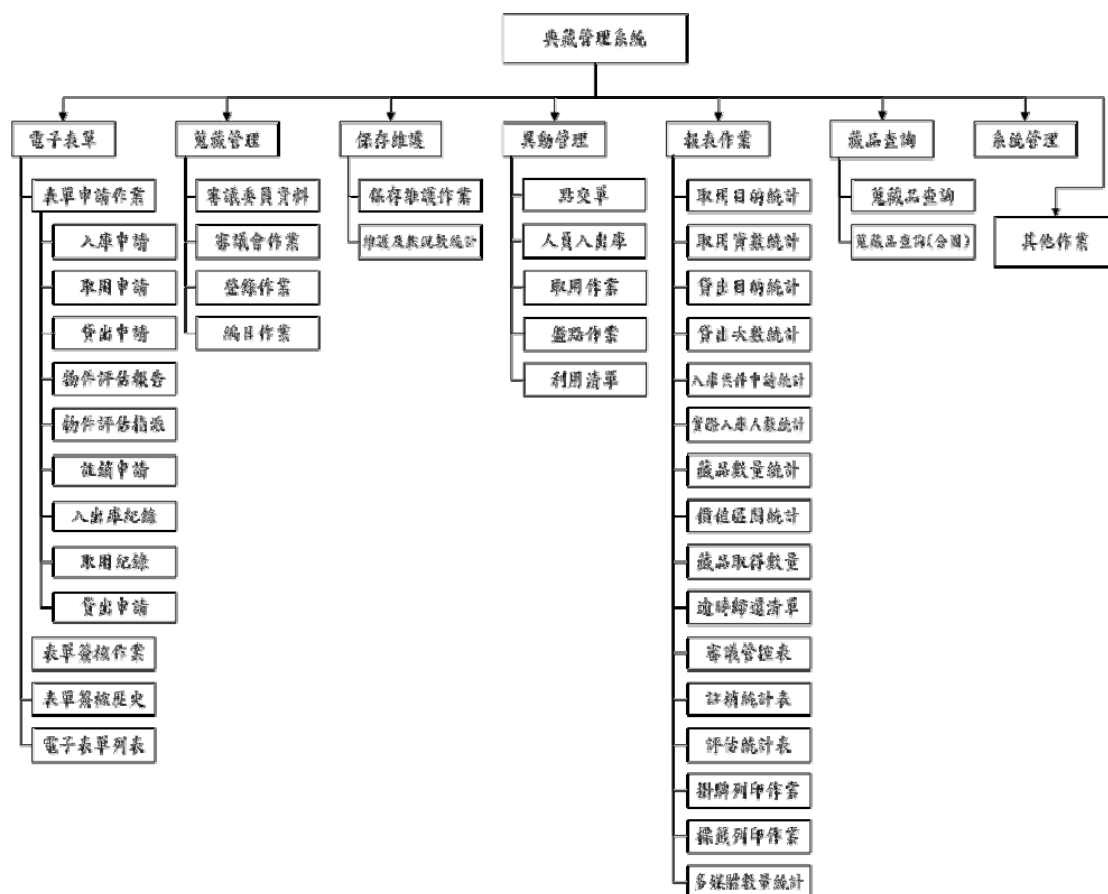 典藏管理系統
電子表單
蒐藏管理
保存維護
異動管理
報表作業
藏品查詢
系統管理
其他作業
表單申請作業
入庫申請
取用申請
貸出申請
物件評估報告
物件評估指派
註銷申請
入出庫紀錄
取用紀錄
貸出申請
表單簽核作業
表單簽核歷史
電子表單列表
審議委員資料
審議會作業
登錄作業
編目作業
保存維護作業
維護及狀況數統計
點交單
人員入出庫
取用作業
盤點作業
利用清單
取用目的統計
取用資數統計
貸出目的統計
貸出次數統計
入庫案件申請統計
實際入庫人數統計
藏品數量統計
價值區間統計
藏品取得數量
逾時歸還清單
審議管控表
註銷統計表
評估統計表
掛牌列印作業
標籤列印作業
多媒體數量統計
蒐藏品查詢
蒐藏品查詢(公開)